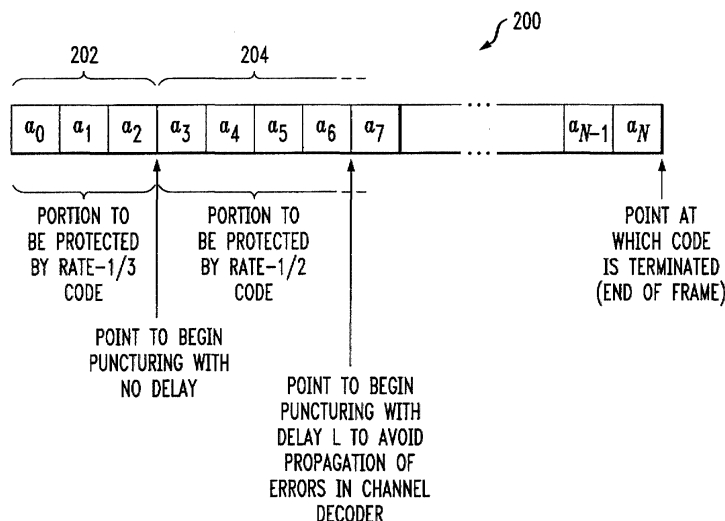 200
202
204
a0 a1 a2 a3 a4 a5 a6 a7 ... aN-1 aN
...
PORTION TO
BE PROTECTED
BY RATE-1/3
CODE
PORTION TO
BE PROTECTED
BY RATE-1/2
CODE
POINT AT
WHICH CODE
IS TERMINATED
(END OF FRAME)
POINT TO BEGIN
PUNCTURING WITH
NO DELAY
POINT TO BEGIN
PUNCTURING WITH
DELAY L TO AVOID
PROPAGATION OF
ERRORS IN CHANNEL
DECODER